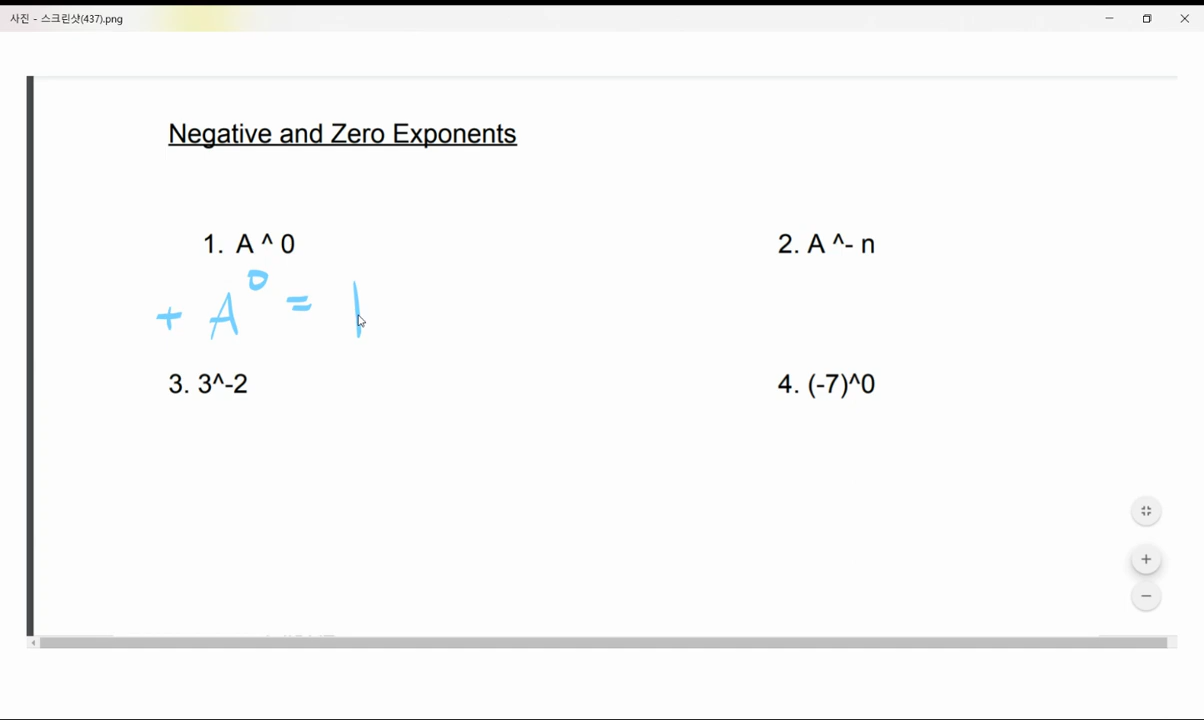 사진 - 스크린샷(437).png
Negative and Zero Exponents
1. A ^ 0
2. A ^- n
+ A⁰ = 1
3. 3^-2
4. (-7)^0